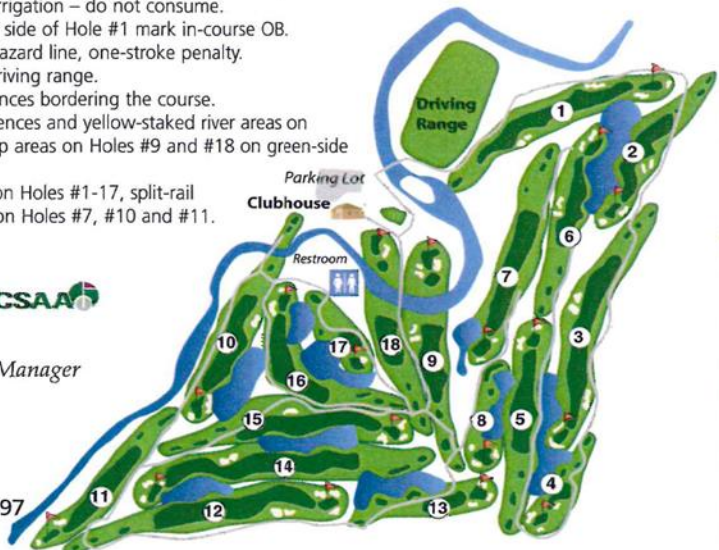 rrigation – do not consume.
side of Hole #1 mark in-course OB.
azard line, one-stroke penalty.
riving range.
nces bordering the course.
ences and yellow-staked river areas on
p areas on Holes #9 and #18 on green-side
on Holes #1-17, split-rail
on Holes #7, #10 and #11.
CSAA
Manager
97
Driving
Range
Parking Lot
Clubhouse
Restroom
1
2
6
7
3
10
17
18
9
16
15
8
5
14
4
11
12
13